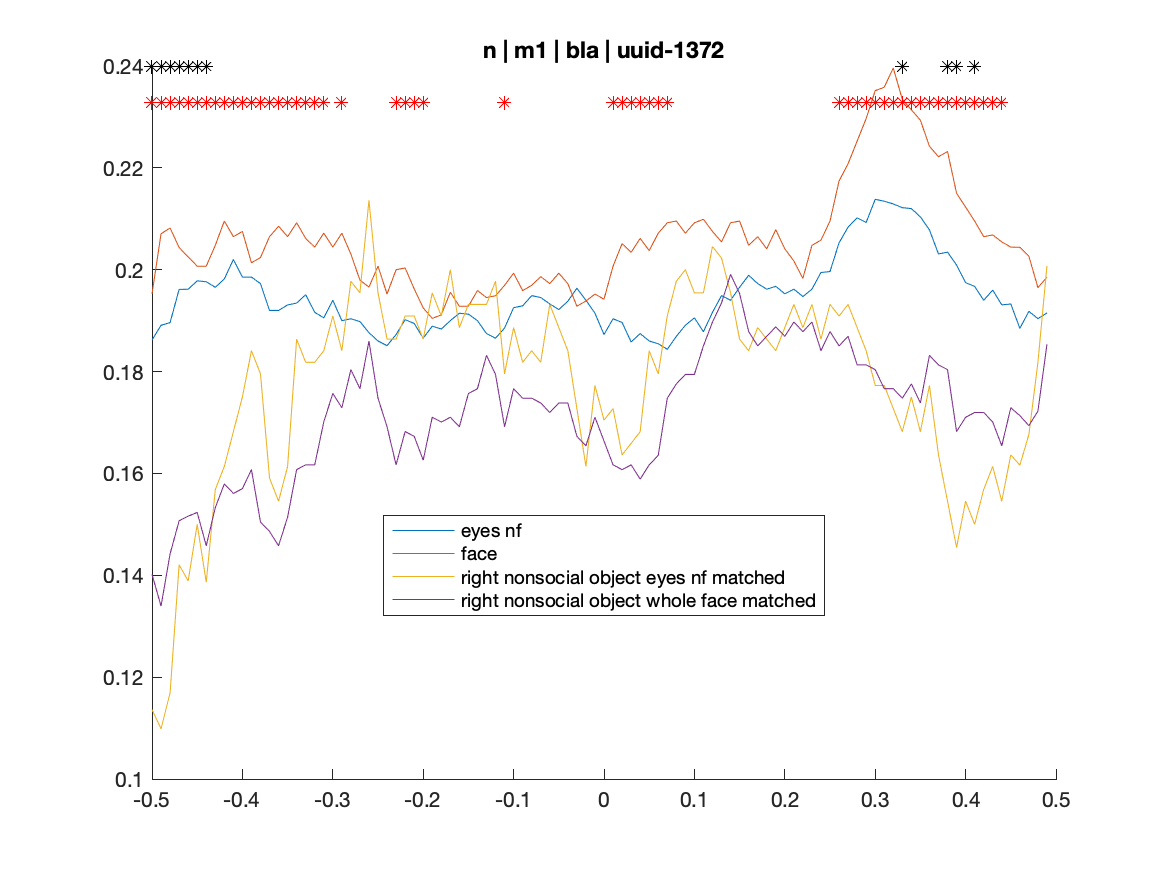 n | m1 | bla | uuid-1372
0.24
0.22
0.2
0.18
0.16
0.14
0.12
0.1
eyes nf
face
right nonsocial object eyes nf matched
right nonsocial object whole face matched
-0.5 -0.4 -0.3 -0.2 -0.1 0 0.1 0.2 0.3 0.4 0.5